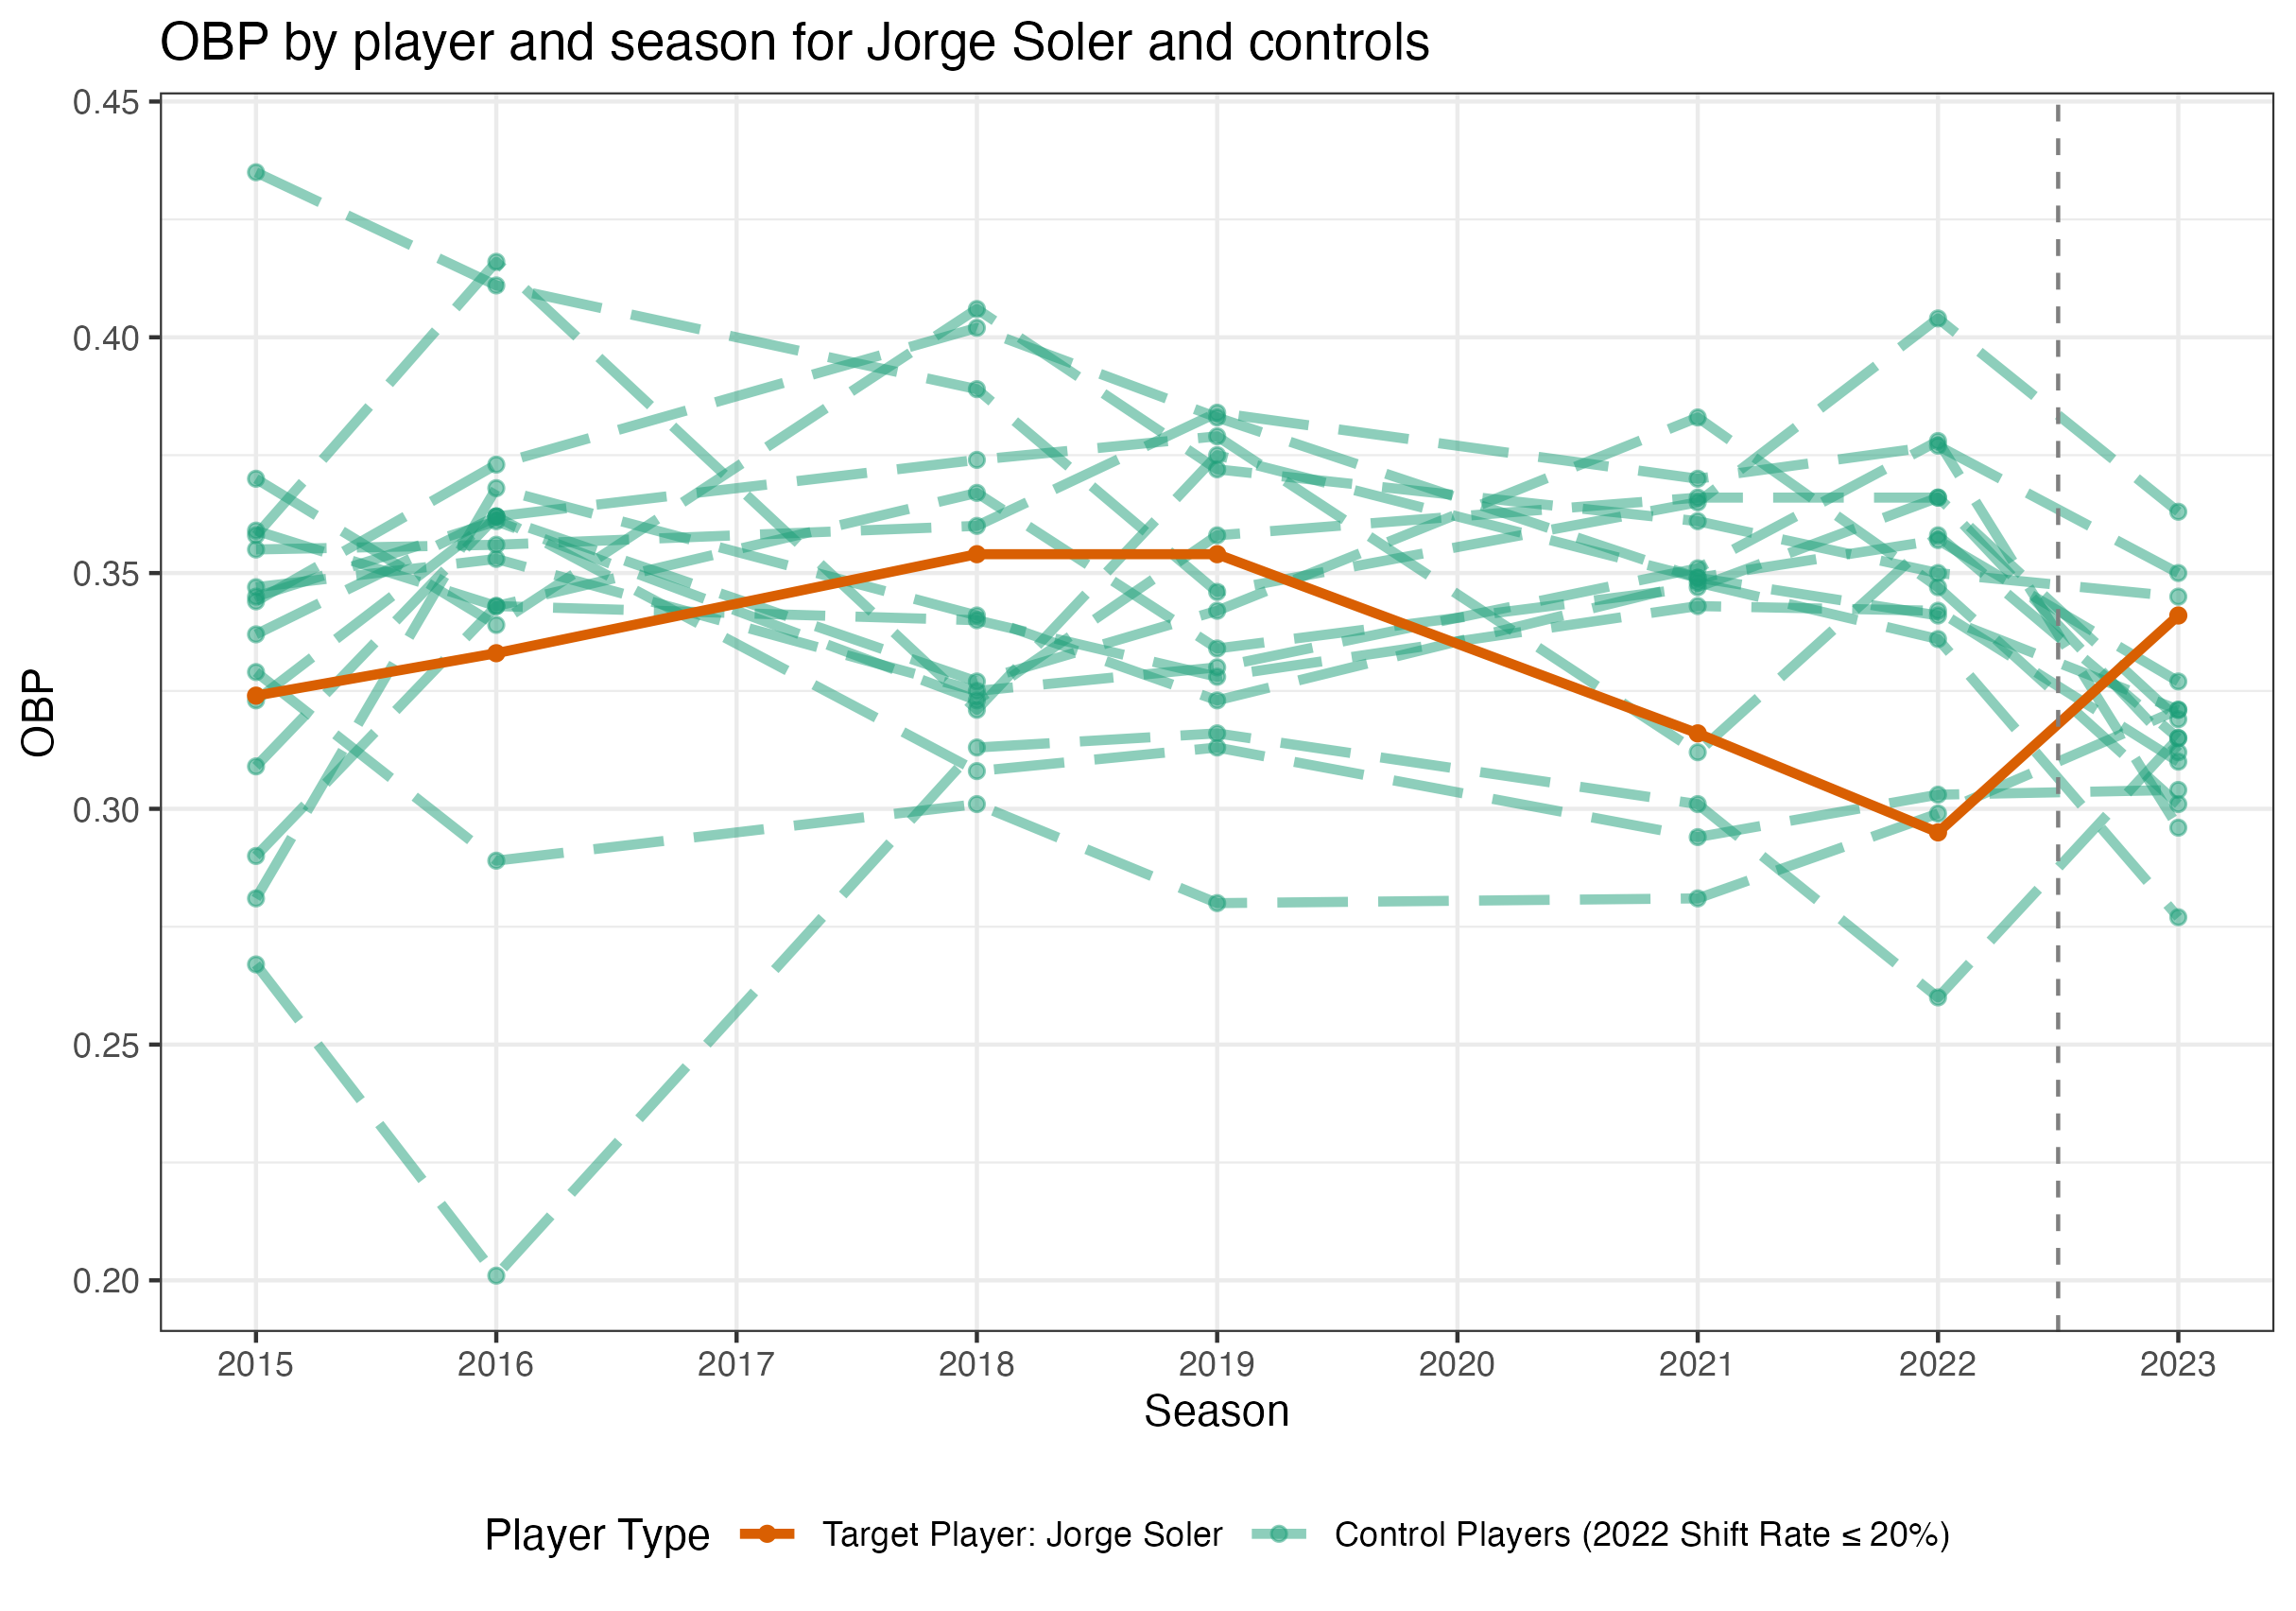 OBP by player and season for Jorge Soler and controls
0.45
0.40
0.35
0.30
0.25
0.20
OBP
2015 2016 2017 2018 2019 2020 2021 2022 2023
Season
Player Type Target Player: Jorge Soler Control Players (2022 Shift Rate ≤ 20%)